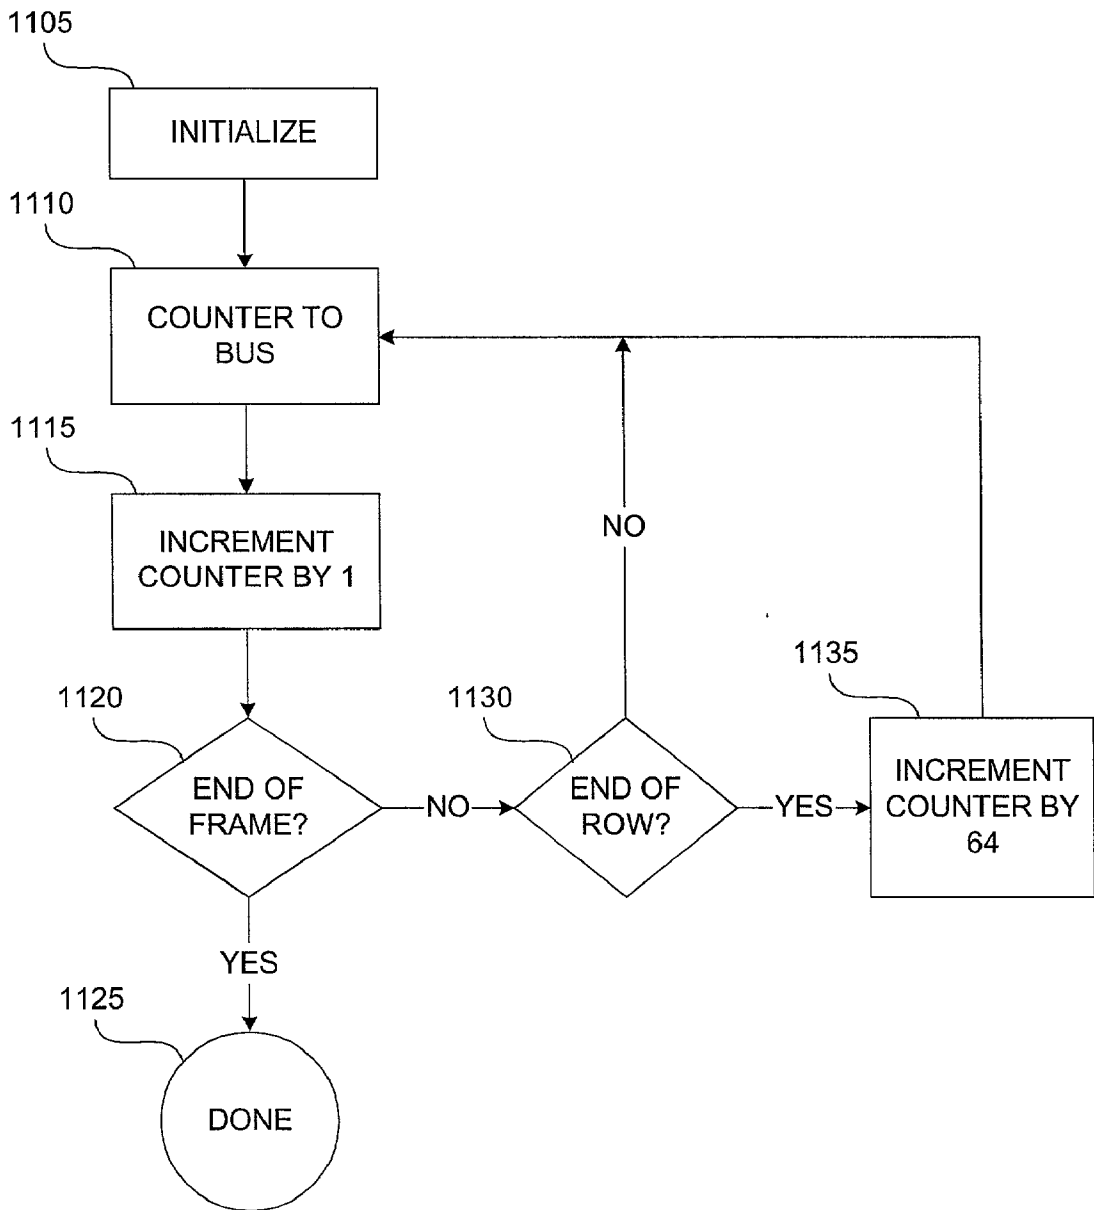 1105
INITIALIZE
1110
COUNTER TO
BUS
1115
INCREMENT
COUNTER BY 1
NO
1120
END OF
FRAME?
NO
1130
END OF
ROW?
YES
1135
INCREMENT
COUNTER BY
64
YES
1125
DONE